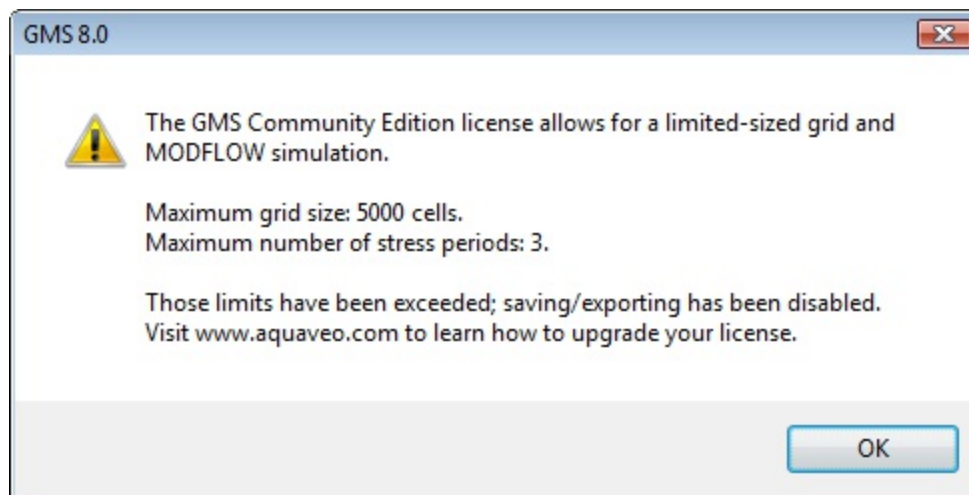 GMS 8.0
The GMS Community Edition license allows for a limited-sized grid and
MODFLOW simulation.
Maximum grid size: 5000 cells.
Maximum number of stress periods: 3.
Those limits have been exceeded; saving/exporting has been disabled.
Visit www.aquaveo.com to learn how to upgrade your license.
OK